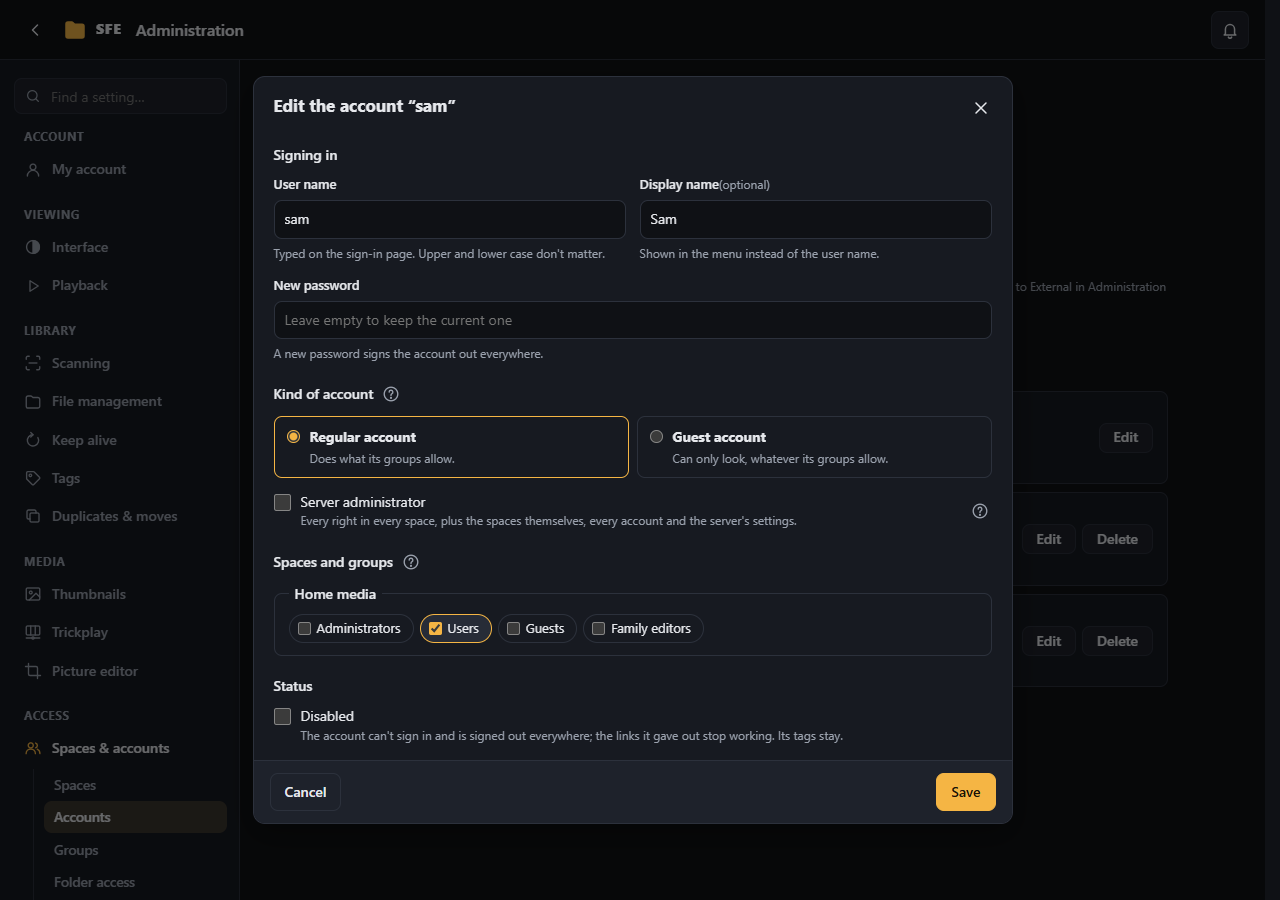 SFE Administration
Find a setting...
ACCOUNT
My account
VIEWING
Interface
Playback
LIBRARY
Scanning
File management
Keep alive
Tags
Duplicates & moves
MEDIA
Thumbnails
Trickplay
Picture editor
ACCESS
Spaces & accounts
Spaces
Accounts
Groups
Folder access
Edit the account “sam”
Signing in
User name
Display name(optional)
sam
Sam
Typed on the sign-in page. Upper and lower case don't matter.
Shown in the menu instead of the user name.
New password
Leave empty to keep the current one
A new password signs the account out everywhere.
Kind of account
Regular account
Does what its groups allow.
Guest account
Can only look, whatever its groups allow.
Server administrator
Every right in every space, plus the spaces themselves, every account and the server's settings.
Spaces and groups
Home media
Administrators Users Guests Family editors
Status
Disabled
The account can't sign in and is signed out everywhere; the links it gave out stop working. Its tags stay.
Cancel
Save
to External in Administration
Edit
Edit Delete
Edit Delete